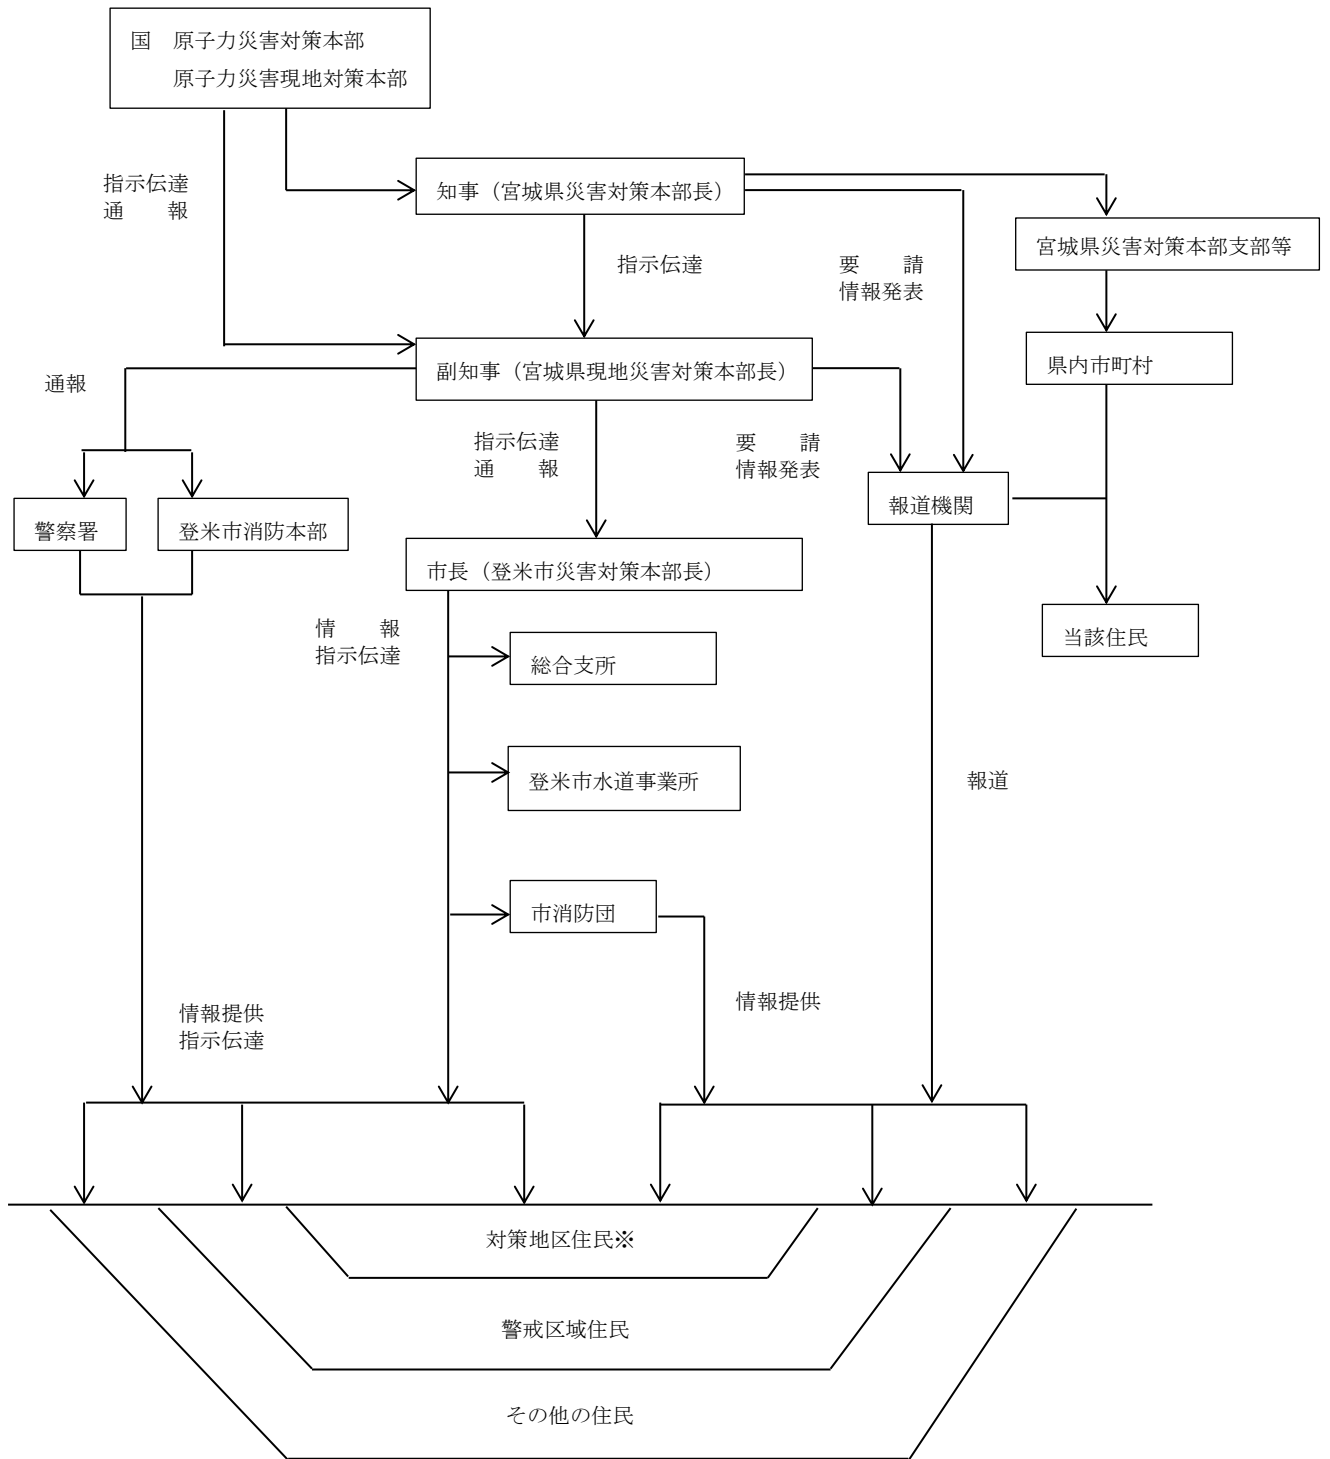 国　原子力災害対策本部
原子力災害現地対策本部
指示伝達
通　　報
知事（宮城県災害対策本部長）
宮城県災害対策本部支部等
指示伝達
要　　請
情報発表
県内市町村
副知事（宮城県現地災害対策本部長）
通報
指示伝達
通　　報
要　　請
情報発表
報道機関
警察署
登米市消防本部
市長（登米市災害対策本部長）
当該住民
情　　報
指示伝達
総合支所
登米市水道事業所
報道
市消防団
情報提供
情報提供
指示伝達
対策地区住民※
警戒区域住民
その他の住民